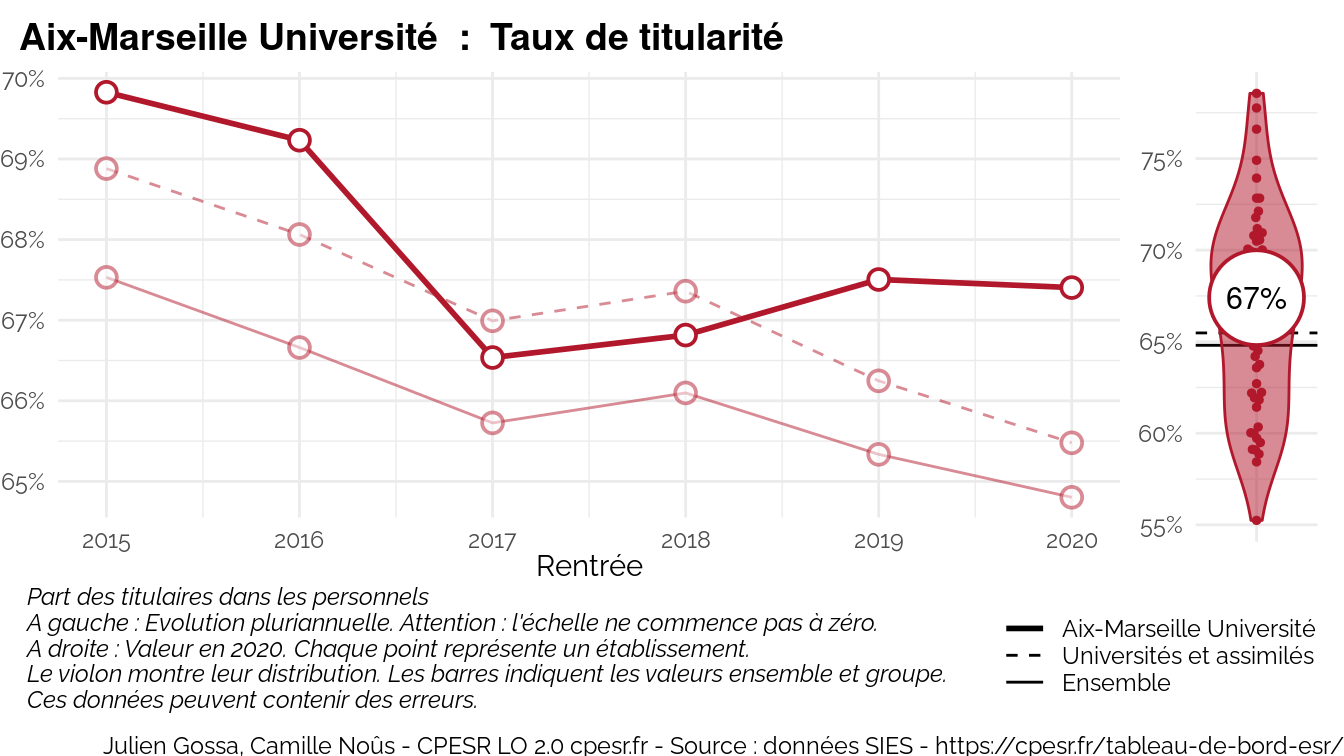 Aix-Marseille Université : Taux de titularité
70%
69%
68%
67%
66%
65%
2015 2016 2017 2018 2019 2020
Rentrée
75%
70%
65%
60%
55%
67%
Part des titulaires dans les personnels
A gauche : Evolution pluriannuelle. Attention : l'échelle ne commence pas à zéro.
A droite : Valeur en 2020. Chaque point représente un établissement.
Le violon montre leur distribution. Les barres indiquent les valeurs ensemble et groupe.
Ces données peuvent contenir des erreurs.
Aix-Marseille Université
Universités et assimilés
Ensemble
Julien Gossa, Camille Noûs - CPESR LO 2.0 cpesr.fr - Source : données SIES - https://cpesr.fr/tableau-de-bord-esr/